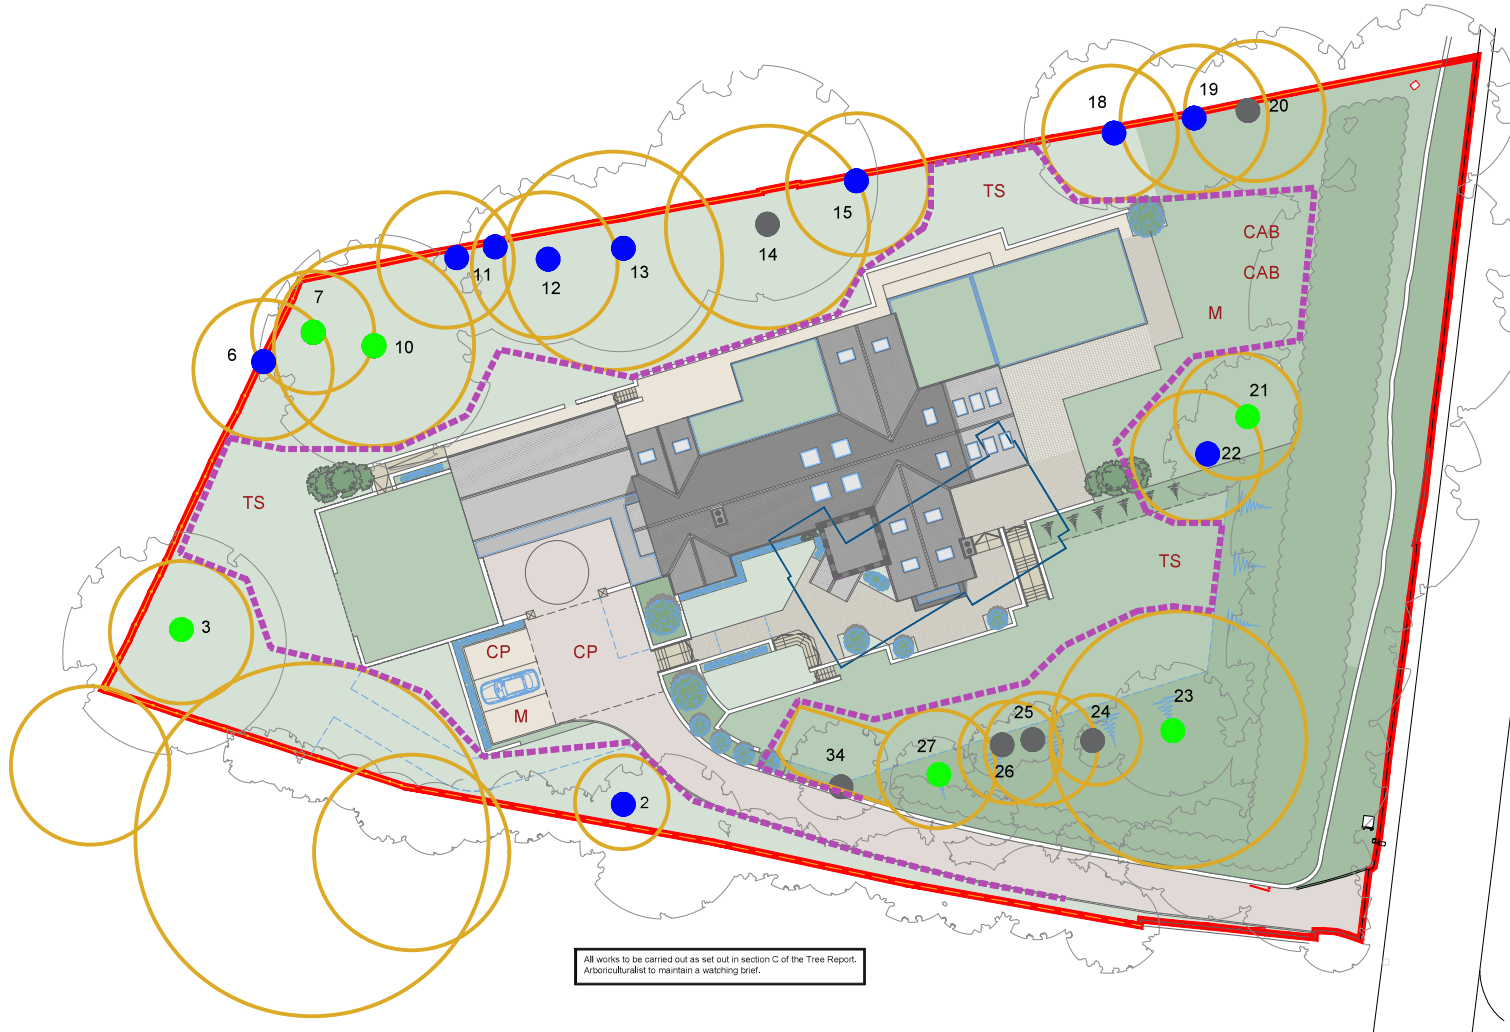 18
19
20
7
15
TS
14
CAB
11
13
12
CAB
M
6
10
21
22
TS
TS
3
CP
CP
23
M
25
24
27
34
26
2
All works to be carried out as set out in section C of the Tree Report.
Arboriculturalist to maintain a watching brief.